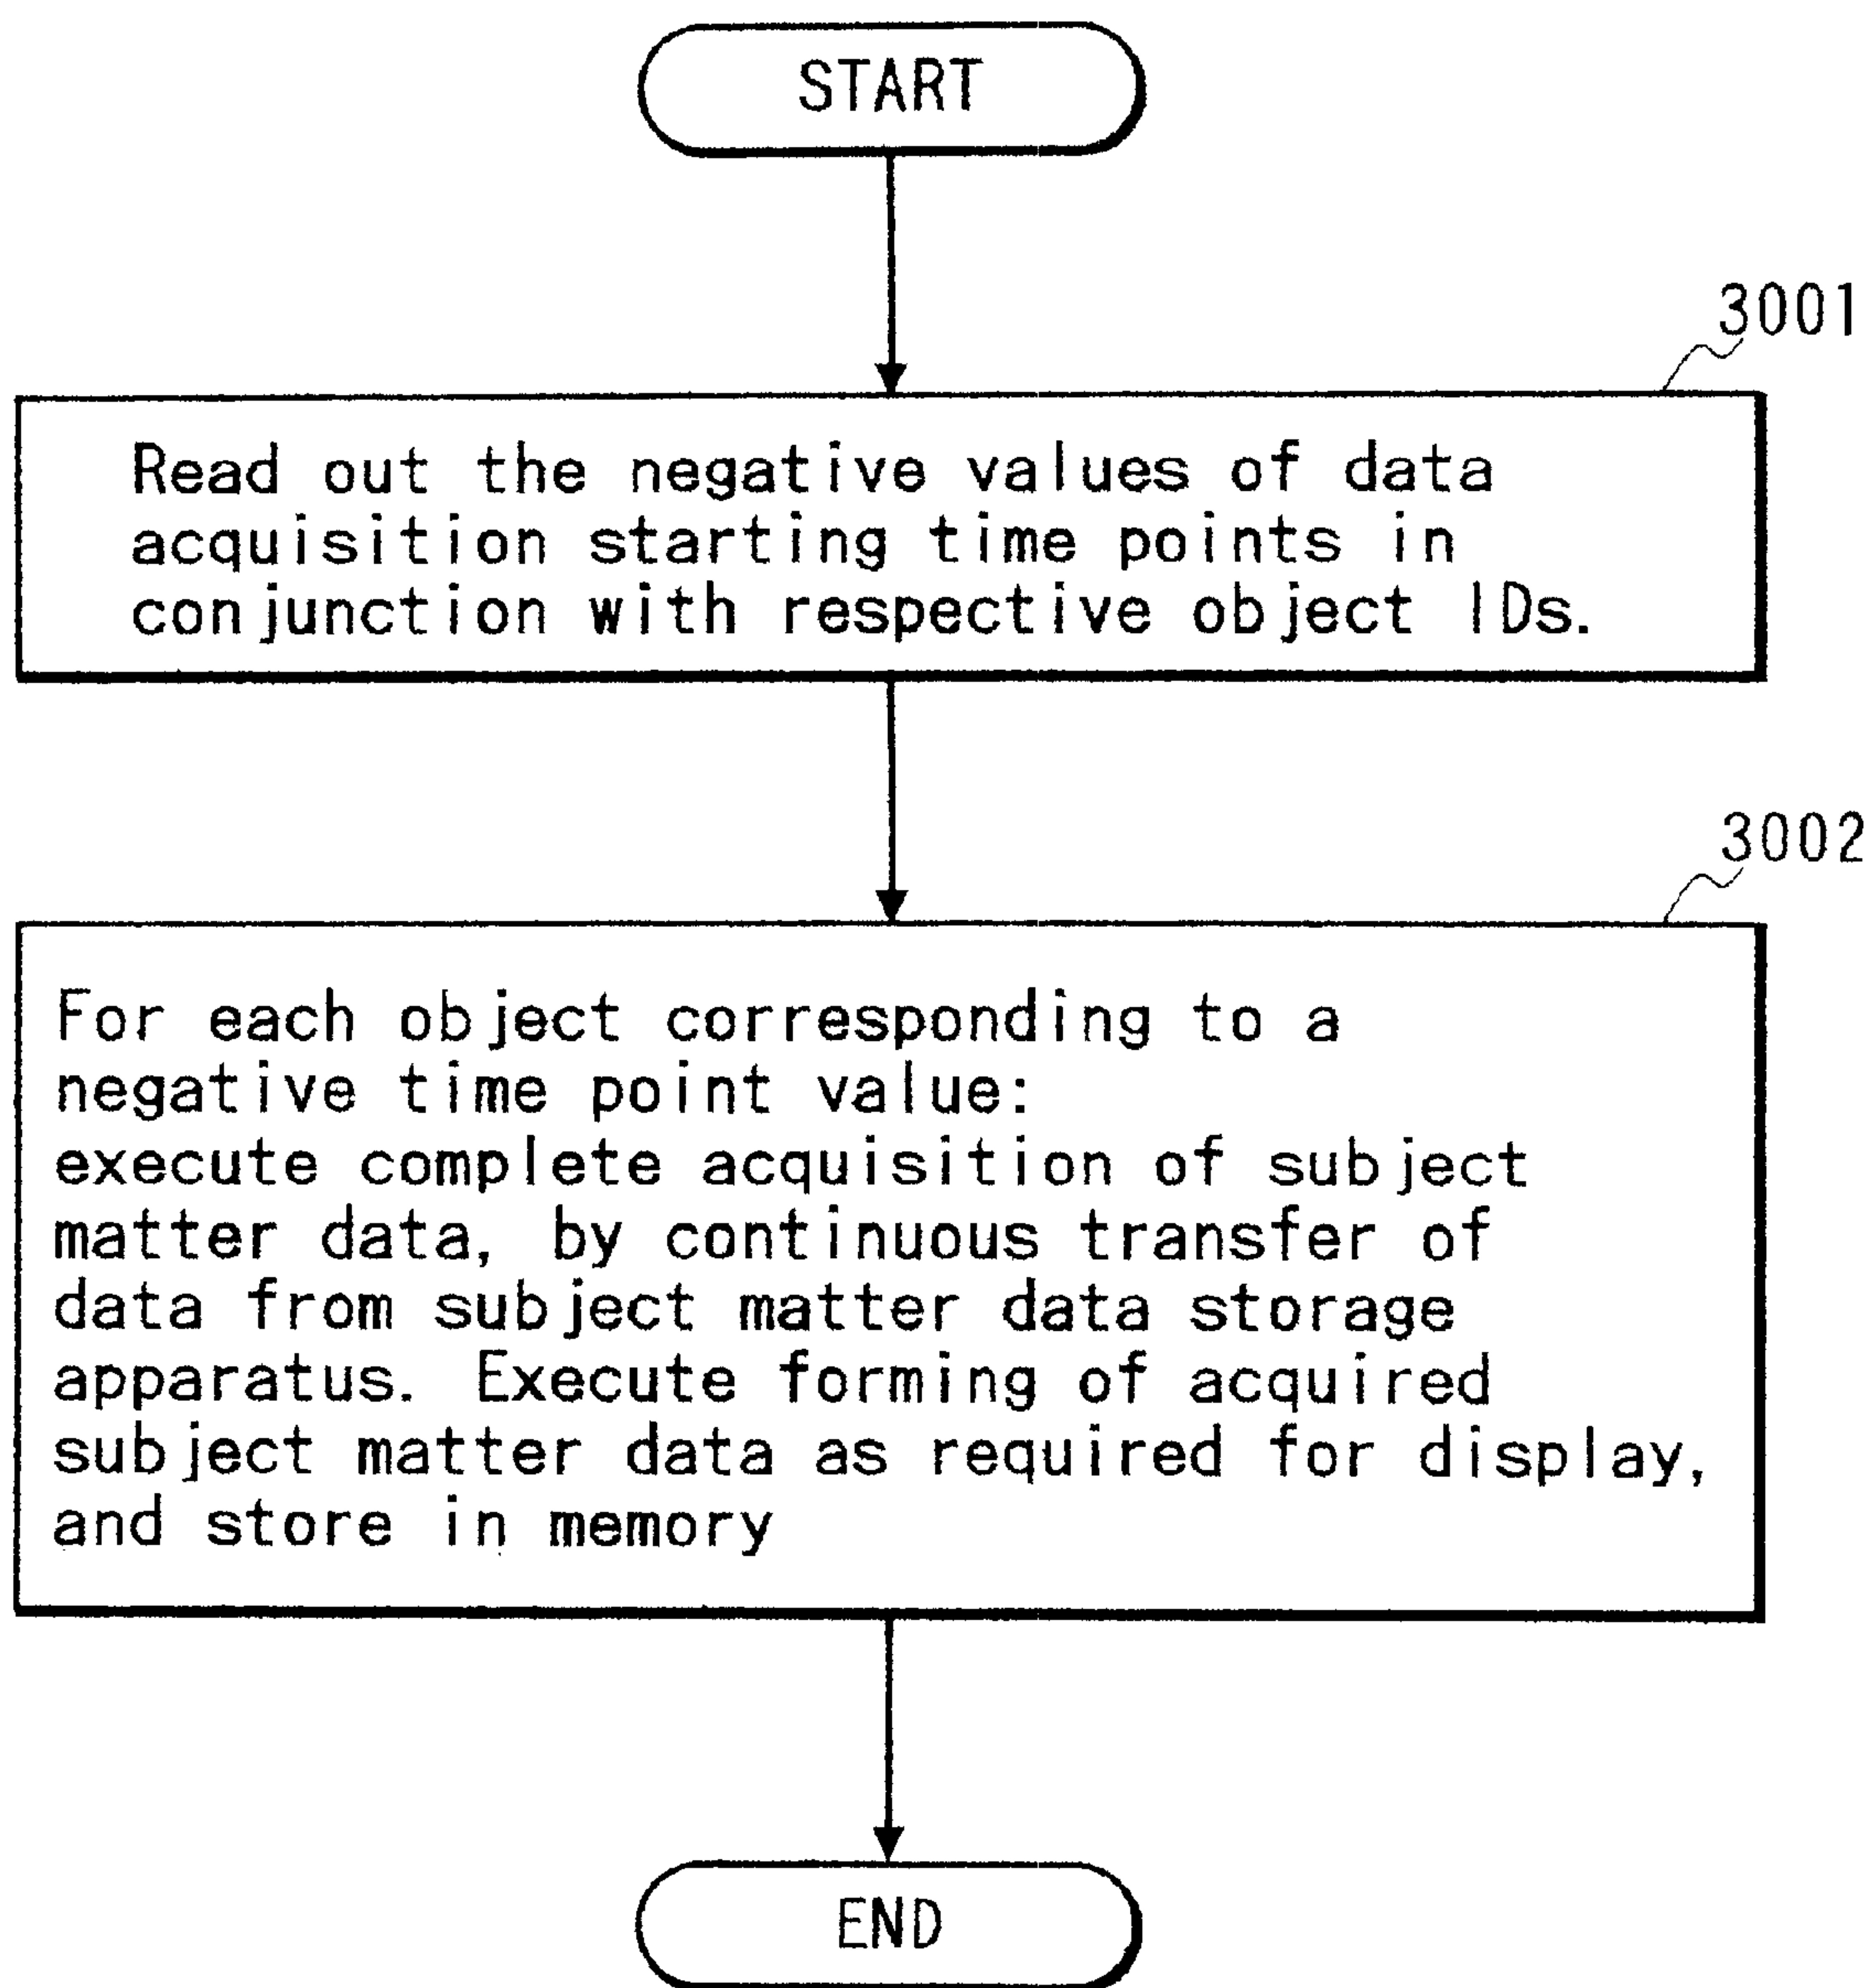 START
3001
Read out the negative values of data
acquisition starting time points in
conjunction with respective object IDs.
3002
For each object corresponding to a
negative time point value:
execute complete acquisition of subject
matter data, by continuous transfer of
data from subject matter data storage
apparatus. Execute forming of acquired
subject matter data as required for display,
and store in memory
END